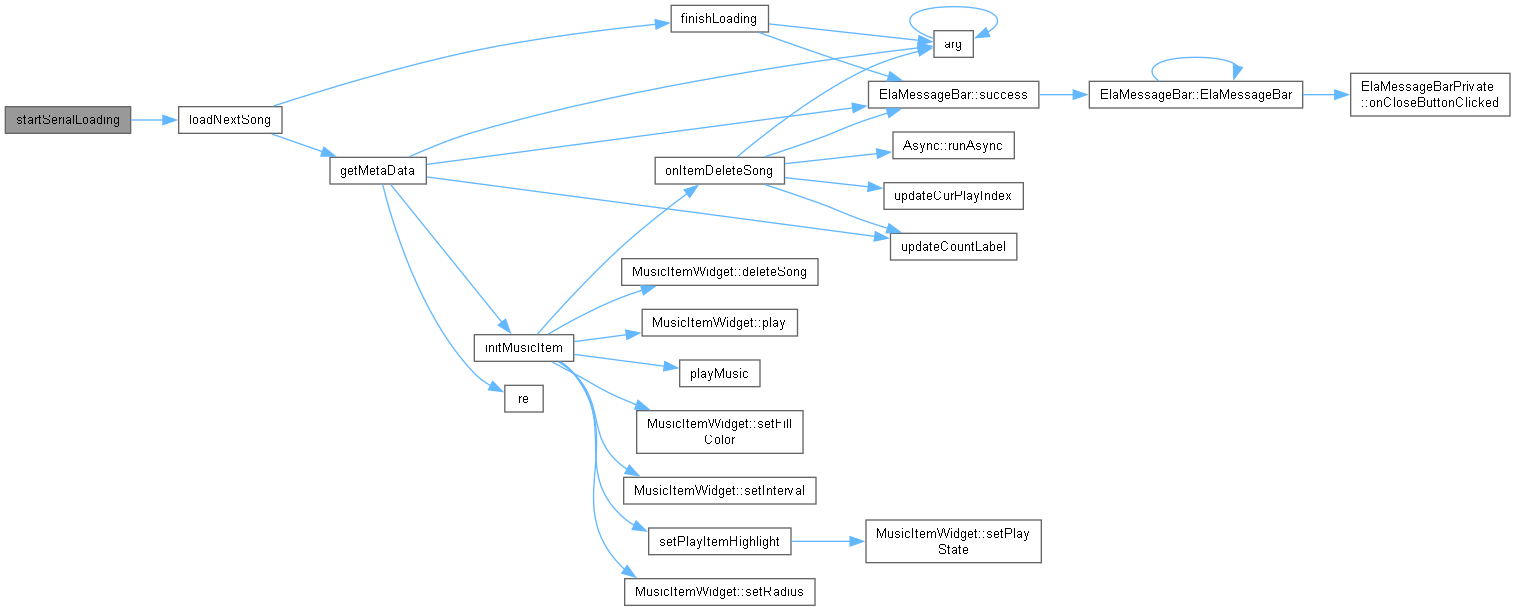 startSerialLoading
loadNextSong
finishLoading
getMetaData
arg
ElaMessageBar::success
ElaMessageBar::ElaMessageBar
ElaMessageBarPrivate
::onCloseButtonClicked
onItemDeleteSong
Async::runAsync
updateCurPlayIndex
updateCountLabel
initMusicItem
re
MusicItemWidget::deleteSong
MusicItemWidget::play
playMusic
MusicItemWidget::setFill
Color
MusicItemWidget::setInterval
setPlayItemHighlight
MusicItemWidget::setPlay
State
MusicItemWidget::setRadius